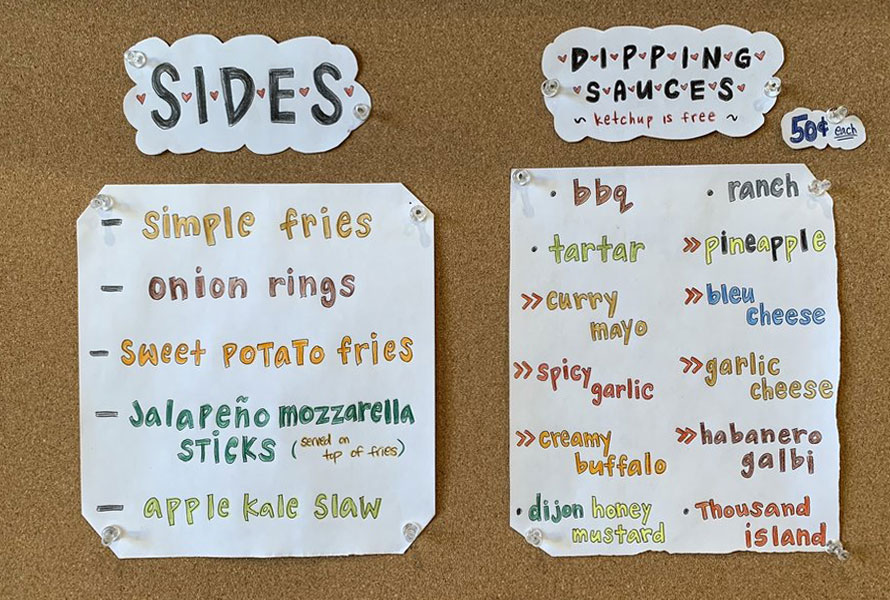 SIDES
- simple fries
- onion rings
- sweet potato fries
- Jalapeño mozzarella
sticks (served on
top of fries)
- apple kale slaw
DIPPING
SAUCES
~ ketchup is free ~
50¢ each
• bbq
• tartar
>> curry
mayo
>> spicy
garlic
>> creamy
buffalo
• dijon honey
mustard
• ranch
>> pineapple
>> bleu
cheese
>> garlic
cheese
>> habanero
galbi
• Thousand
island